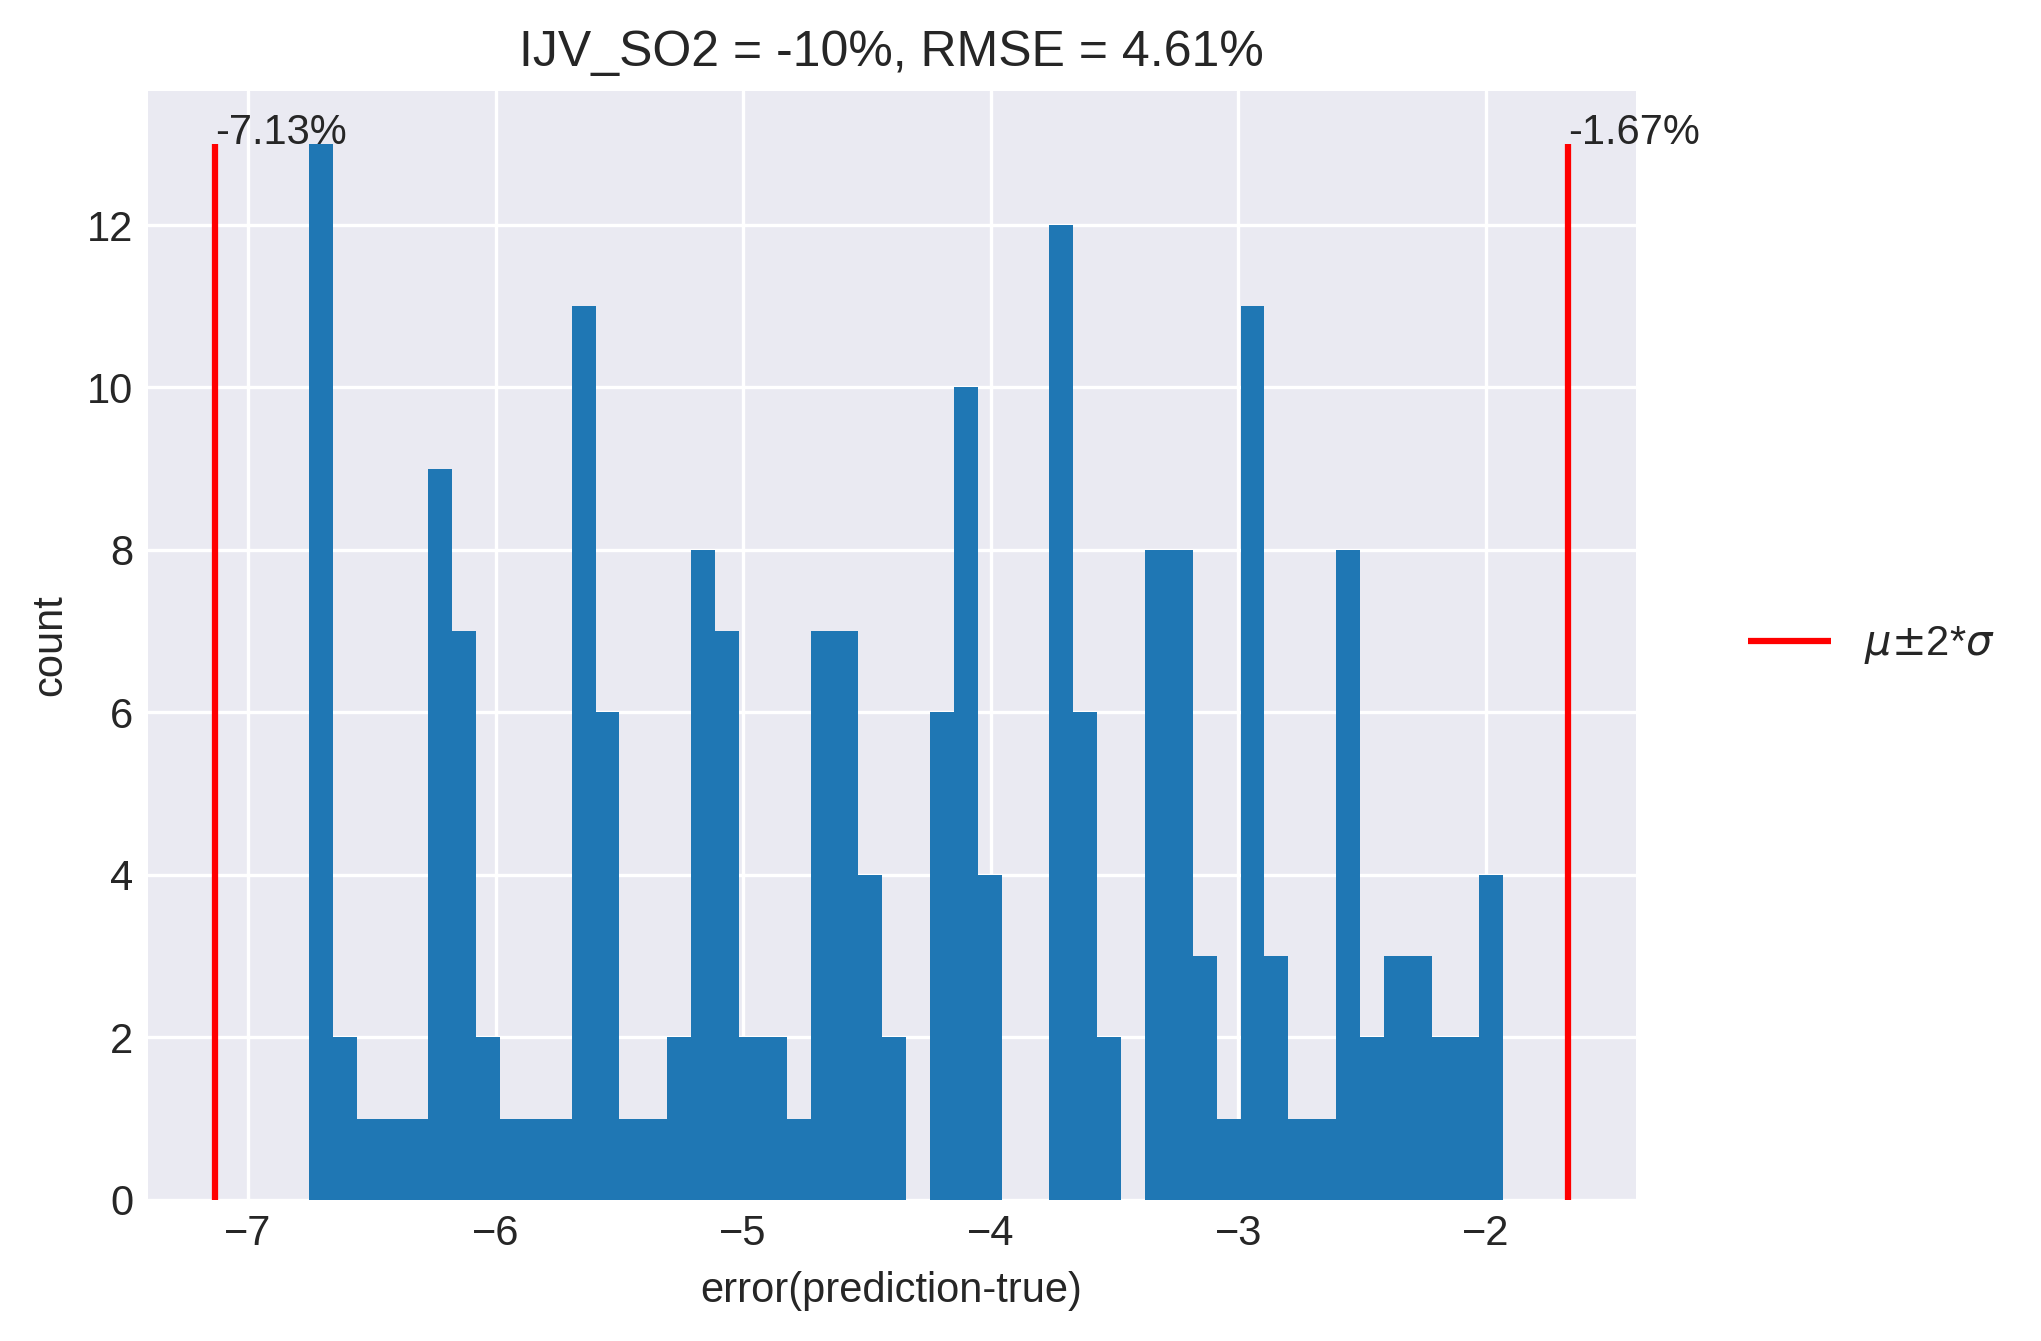 IJV_SO2 = -10%, RMSE = 4.61%
-7.13%
-1.67%
12
10
8
6
4
2
0
count
−7 −6 −5 −4 −3 −2
error(prediction-true)
μ±2*σ